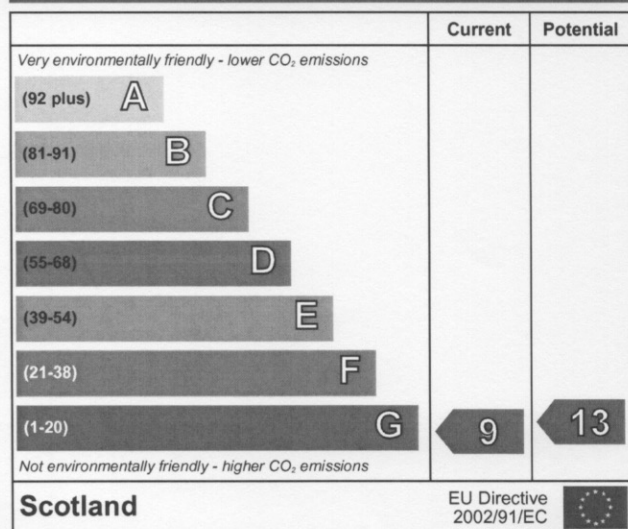 Current Potential
Very environmentally friendly - lower CO₂ emissions
(92 plus) A
(81-91) B
(69-80) C
(55-68) D
(39-54) E
(21-38) F
(1-20) G 9 13
Not environmentally friendly - higher CO₂ emissions
Scotland
EU Directive
2002/91/EC